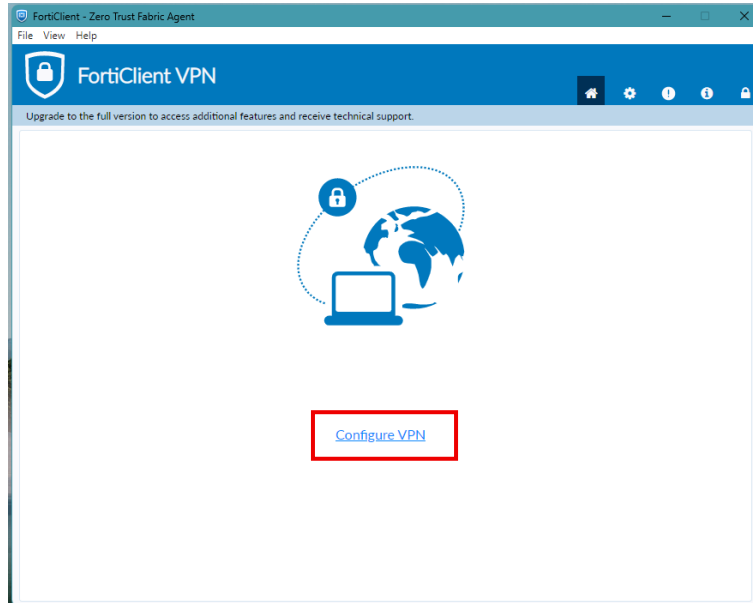 FortiClient - Zero Trust Fabric Agent
File View Help
FortiClient VPN
Upgrade to the full version to access additional features and receive technical support.
Configure VPN